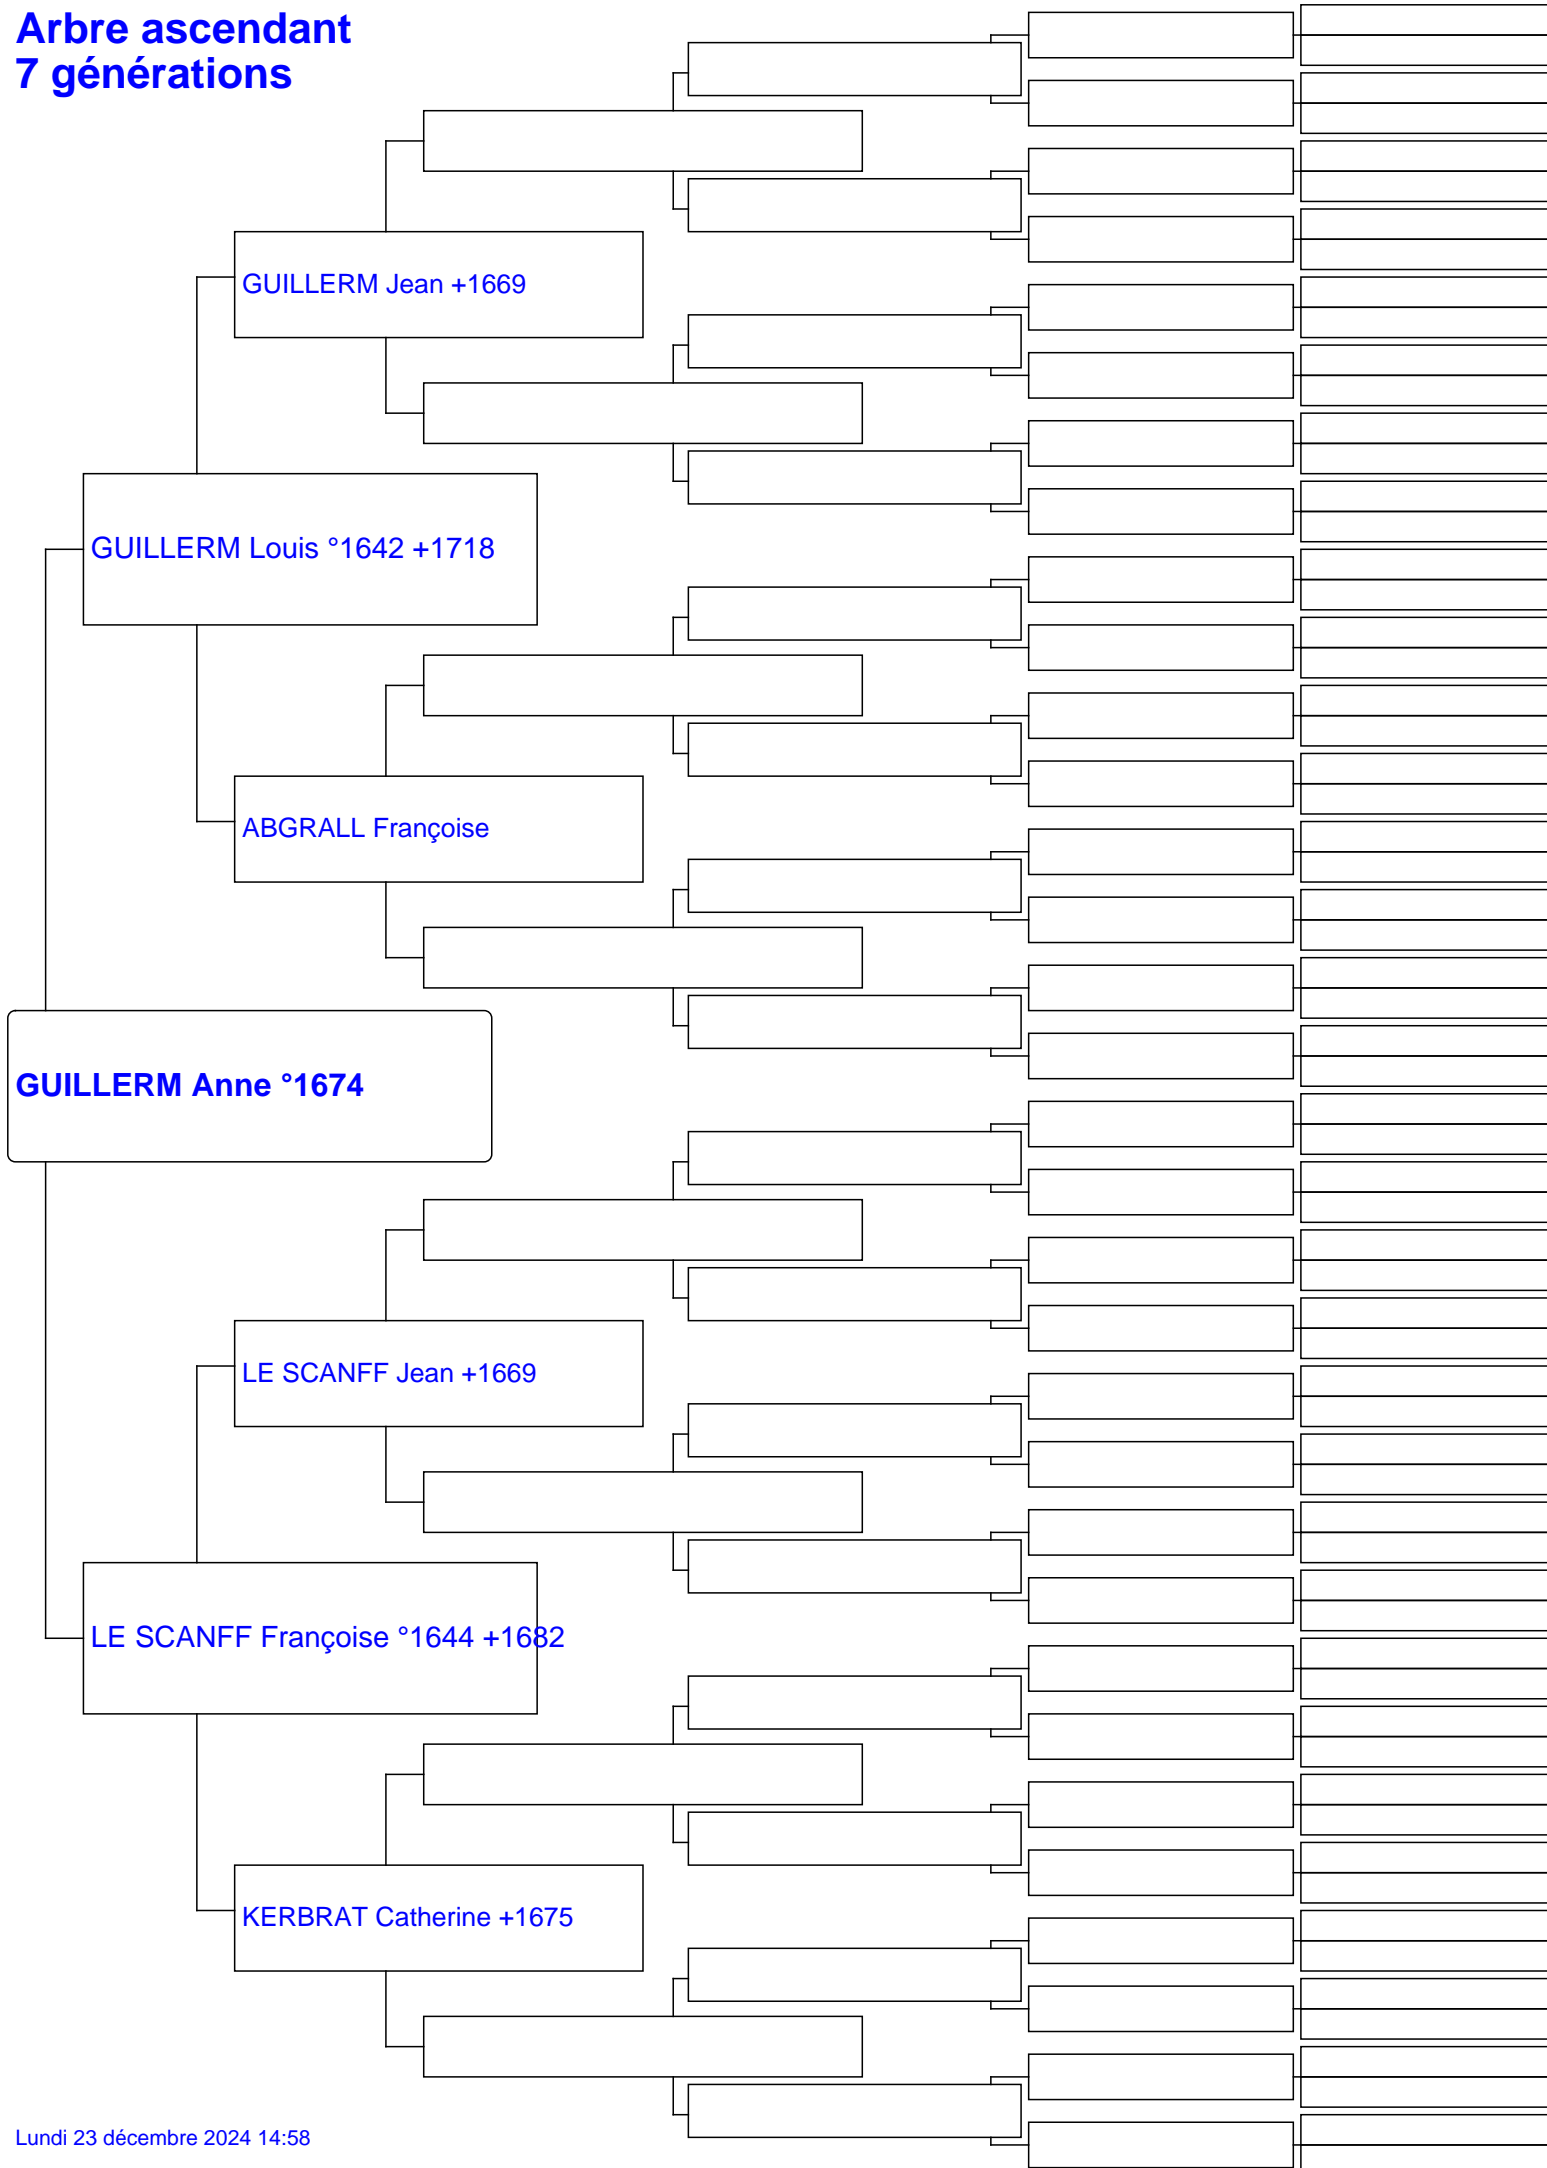 Arbre ascendant
7 générations
GUILLERM Jean +1669
GUILLERM Louis °1642 +1718
ABGRALL Françoise
GUILLERM Anne °1674
LE SCANFF Jean +1669
LE SCANFF Françoise °1644 +1682
KERBRAT Catherine +1675
Lundi 23 décembre 2024 14:58